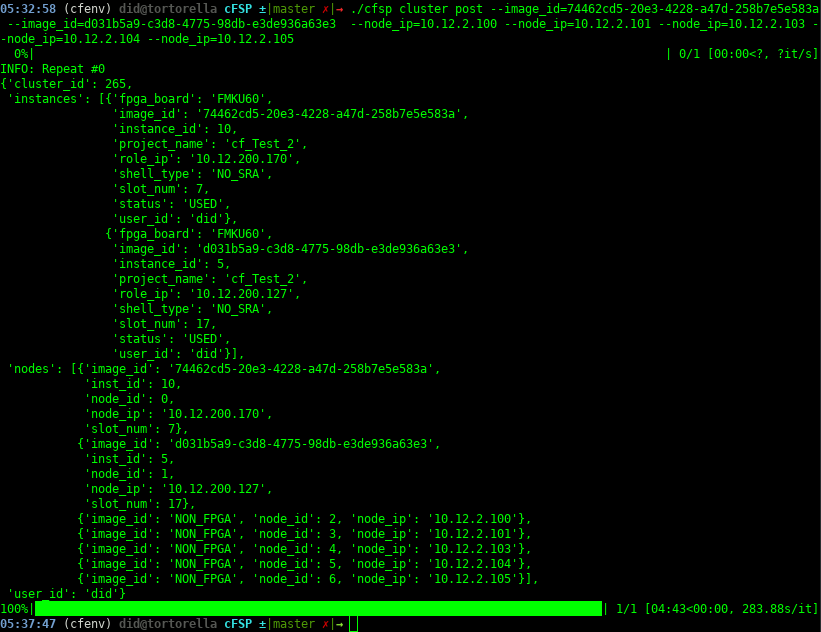 05:32:58 (cfenv) did@tortorella cFSP ±|master ✗|→ ./cfsp cluster post --image_id=74462cd5-20e3-4228-a47d-258b7e5e583a
 --image_id=d031b5a9-c3d8-4775-98db-e3de936a63e3  --node_ip=10.12.2.100 --node_ip=10.12.2.101 --node_ip=10.12.2.103 -
-node_ip=10.12.2.104 --node_ip=10.12.2.105
  0%| | 0/1 [00:00<?, ?it/s]
INFO: Repeat #0
{'cluster_id': 265,
 'instances': [{'fpga_board': 'FMKU60',
                'image_id': '74462cd5-20e3-4228-a47d-258b7e5e583a',
                'instance_id': 10,
                'project_name': 'cf_Test_2',
                'role_ip': '10.12.200.170',
                'shell_type': 'NO_SRA',
                'slot_num': 7,
                'status': 'USED',
                'user_id': 'did'},
               {'fpga_board': 'FMKU60',
                'image_id': 'd031b5a9-c3d8-4775-98db-e3de936a63e3',
                'instance_id': 5,
                'project_name': 'cf_Test_2',
                'role_ip': '10.12.200.127',
                'shell_type': 'NO_SRA',
                'slot_num': 17,
                'status': 'USED',
                'user_id': 'did'}],
 'nodes': [{'image_id': '74462cd5-20e3-4228-a47d-258b7e5e583a',
            'inst_id': 10,
            'node_id': 0,
            'node_ip': '10.12.200.170',
            'slot_num': 7},
           {'image_id': 'd031b5a9-c3d8-4775-98db-e3de936a63e3',
            'inst_id': 5,
            'node_id': 1,
            'node_ip': '10.12.200.127',
            'slot_num': 17},
           {'image_id': 'NON_FPGA', 'node_id': 2, 'node_ip': '10.12.2.100'},
           {'image_id': 'NON_FPGA', 'node_id': 3, 'node_ip': '10.12.2.101'},
           {'image_id': 'NON_FPGA', 'node_id': 4, 'node_ip': '10.12.2.103'},
           {'image_id': 'NON_FPGA', 'node_id': 5, 'node_ip': '10.12.2.104'},
           {'image_id': 'NON_FPGA', 'node_id': 6, 'node_ip': '10.12.2.105'}],
 'user_id': 'did'}
100%| | 1/1 [04:43<00:00, 283.88s/it]
05:37:47 (cfenv) did@tortorella cFSP ±|master ✗|→